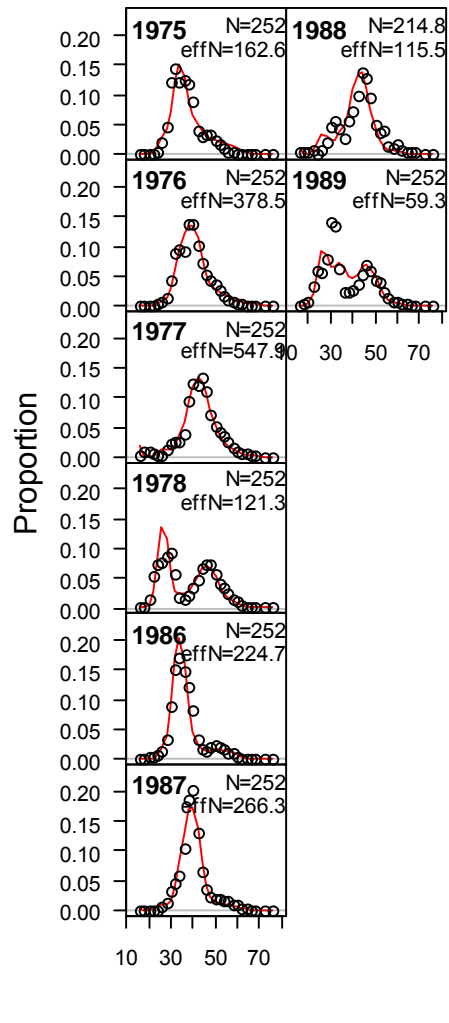 Proportion
0.20
0.15
0.10
0.05
0.00
1975
N=252
effN=162.6
1988
N=214.8
effN=115.5
0.20
0.15
0.10
0.05
0.00
1976
N=252
effN=378.5
1989
N=252
effN=59.3
10 30 50 70
0.20
0.15
0.10
0.05
0.00
1977
N=252
effN=547.9
0.20
0.15
0.10
0.05
0.00
1978
N=252
effN=121.3
0.20
0.15
0.10
0.05
0.00
1986
N=252
effN=224.7
0.20
0.15
0.10
0.05
0.00
1987
N=252
effN=266.3
10 30 50 70